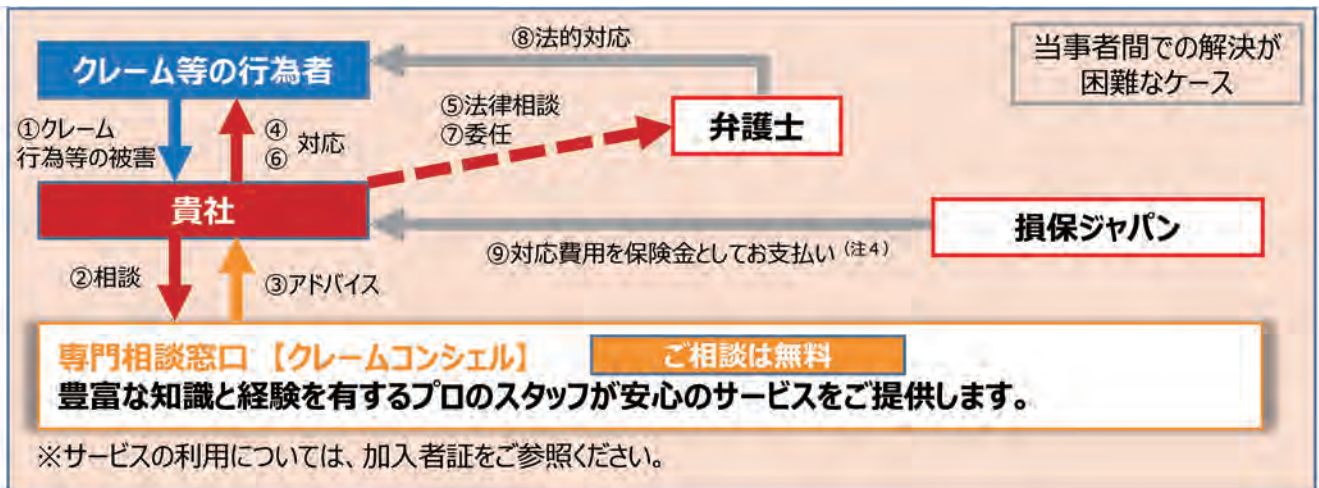 ⑧法的対応
当事者間での解決が
困難なケース
クレーム等の行為者
①クレーム
行為等の被害
④
⑥
対応
⑤法律相談
⑦委任
弁護士
貴社
損保ジャパン
⑨対応費用を保険金としてお支払い(注4)
②相談
③アドバイス
専門相談窓口【クレームコンシェル】
ご相談は無料
豊富な知識と経験を有するプロのスタッフが安心のサービスをご提供します。
※サービスの利用については、加入者証をご参照ください。